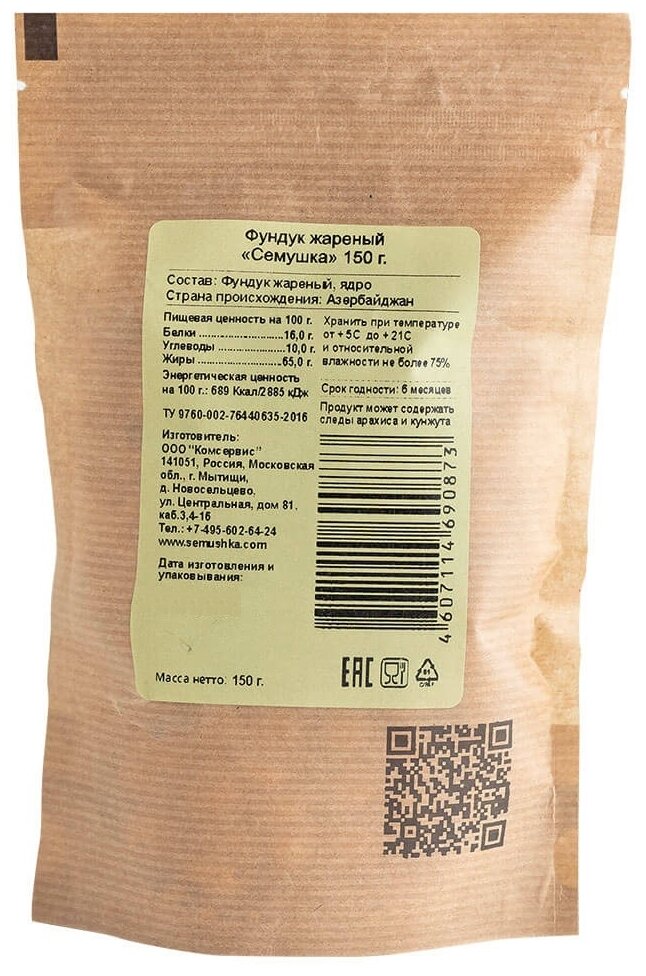 Фундук жареный
«Семушка» 150 г.
Состав: Фундук жареный, ядро
Страна происхождения: Азербайджан
Пищевая ценность на 100 г.
Белки..............................16,0 г.
Углеводы......................10,0 г.
Жиры..............................65,0 г.
Энергетическая ценность
на 100 г.: 689 Ккал/2885 кДж
ТУ 9760-002-76440635-2016
Изготовитель:
ООО "Комсервис"
141051, Россия, Московская
обл., г. Мытищи,
д. Новосельцево,
ул. Центральная, дом 81,
каб.3,4-16
Тел.: +7-495-602-64-24
www.semushka.com
Дата изготовления и
упаковывания:
Масса нетто: 150 г.
Хранить при температуре
от +5С до +21С
и относительной
влажности не более 75%
Срок годности: 6 месяцев
Продукт может содержать
следы арахиса и кунжута
4607114690873
EAC